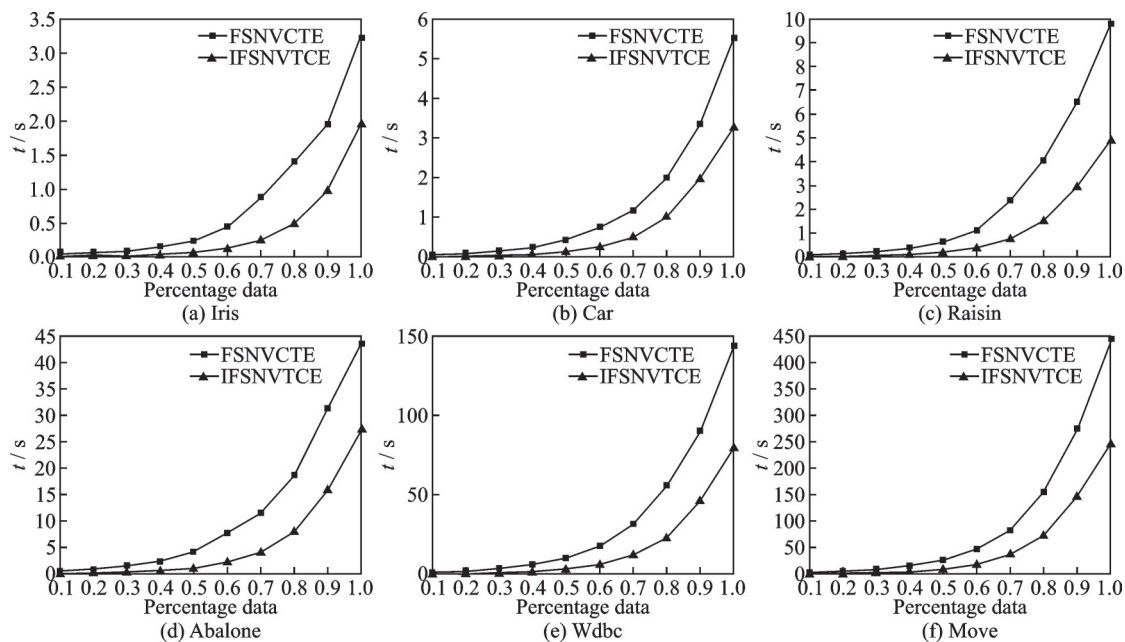 3.5
3.0
2.5
2.0
1.5
1.0
0.5
0.0
t / s
FSNVCTE
IFSNVTCE
0.1 0.2 0.3 0.4 0.5 0.6 0.7 0.8 0.9 1.0
Percentage data
(a) Iris
6
5
4
3
2
1
0
t / s
FSNVCTE
IFSNVTCE
0.1 0.2 0.3 0.4 0.5 0.6 0.7 0.8 0.9 1.0
Percentage data
(b) Car
10
9
8
7
6
5
4
3
2
1
0
t / s
FSNVCTE
IFSNVTCE
0.1 0.2 0.3 0.4 0.5 0.6 0.7 0.8 0.9 1.0
Percentage data
(c) Raisin
45
40
35
30
25
20
15
10
5
0
t / s
FSNVCTE
IFSNVTCE
0.1 0.2 0.3 0.4 0.5 0.6 0.7 0.8 0.9 1.0
Percentage data
(d) Abalone
150
100
50
0
t / s
FSNVCTE
IFSNVTCE
0.1 0.2 0.3 0.4 0.5 0.6 0.7 0.8 0.9 1.0
Percentage data
(e) Wdbc
450
400
350
300
250
200
150
100
50
0
t / s
FSNVCTE
IFSNVTCE
0.1 0.2 0.3 0.4 0.5 0.6 0.7 0.8 0.9 1.0
Percentage data
(f) Move